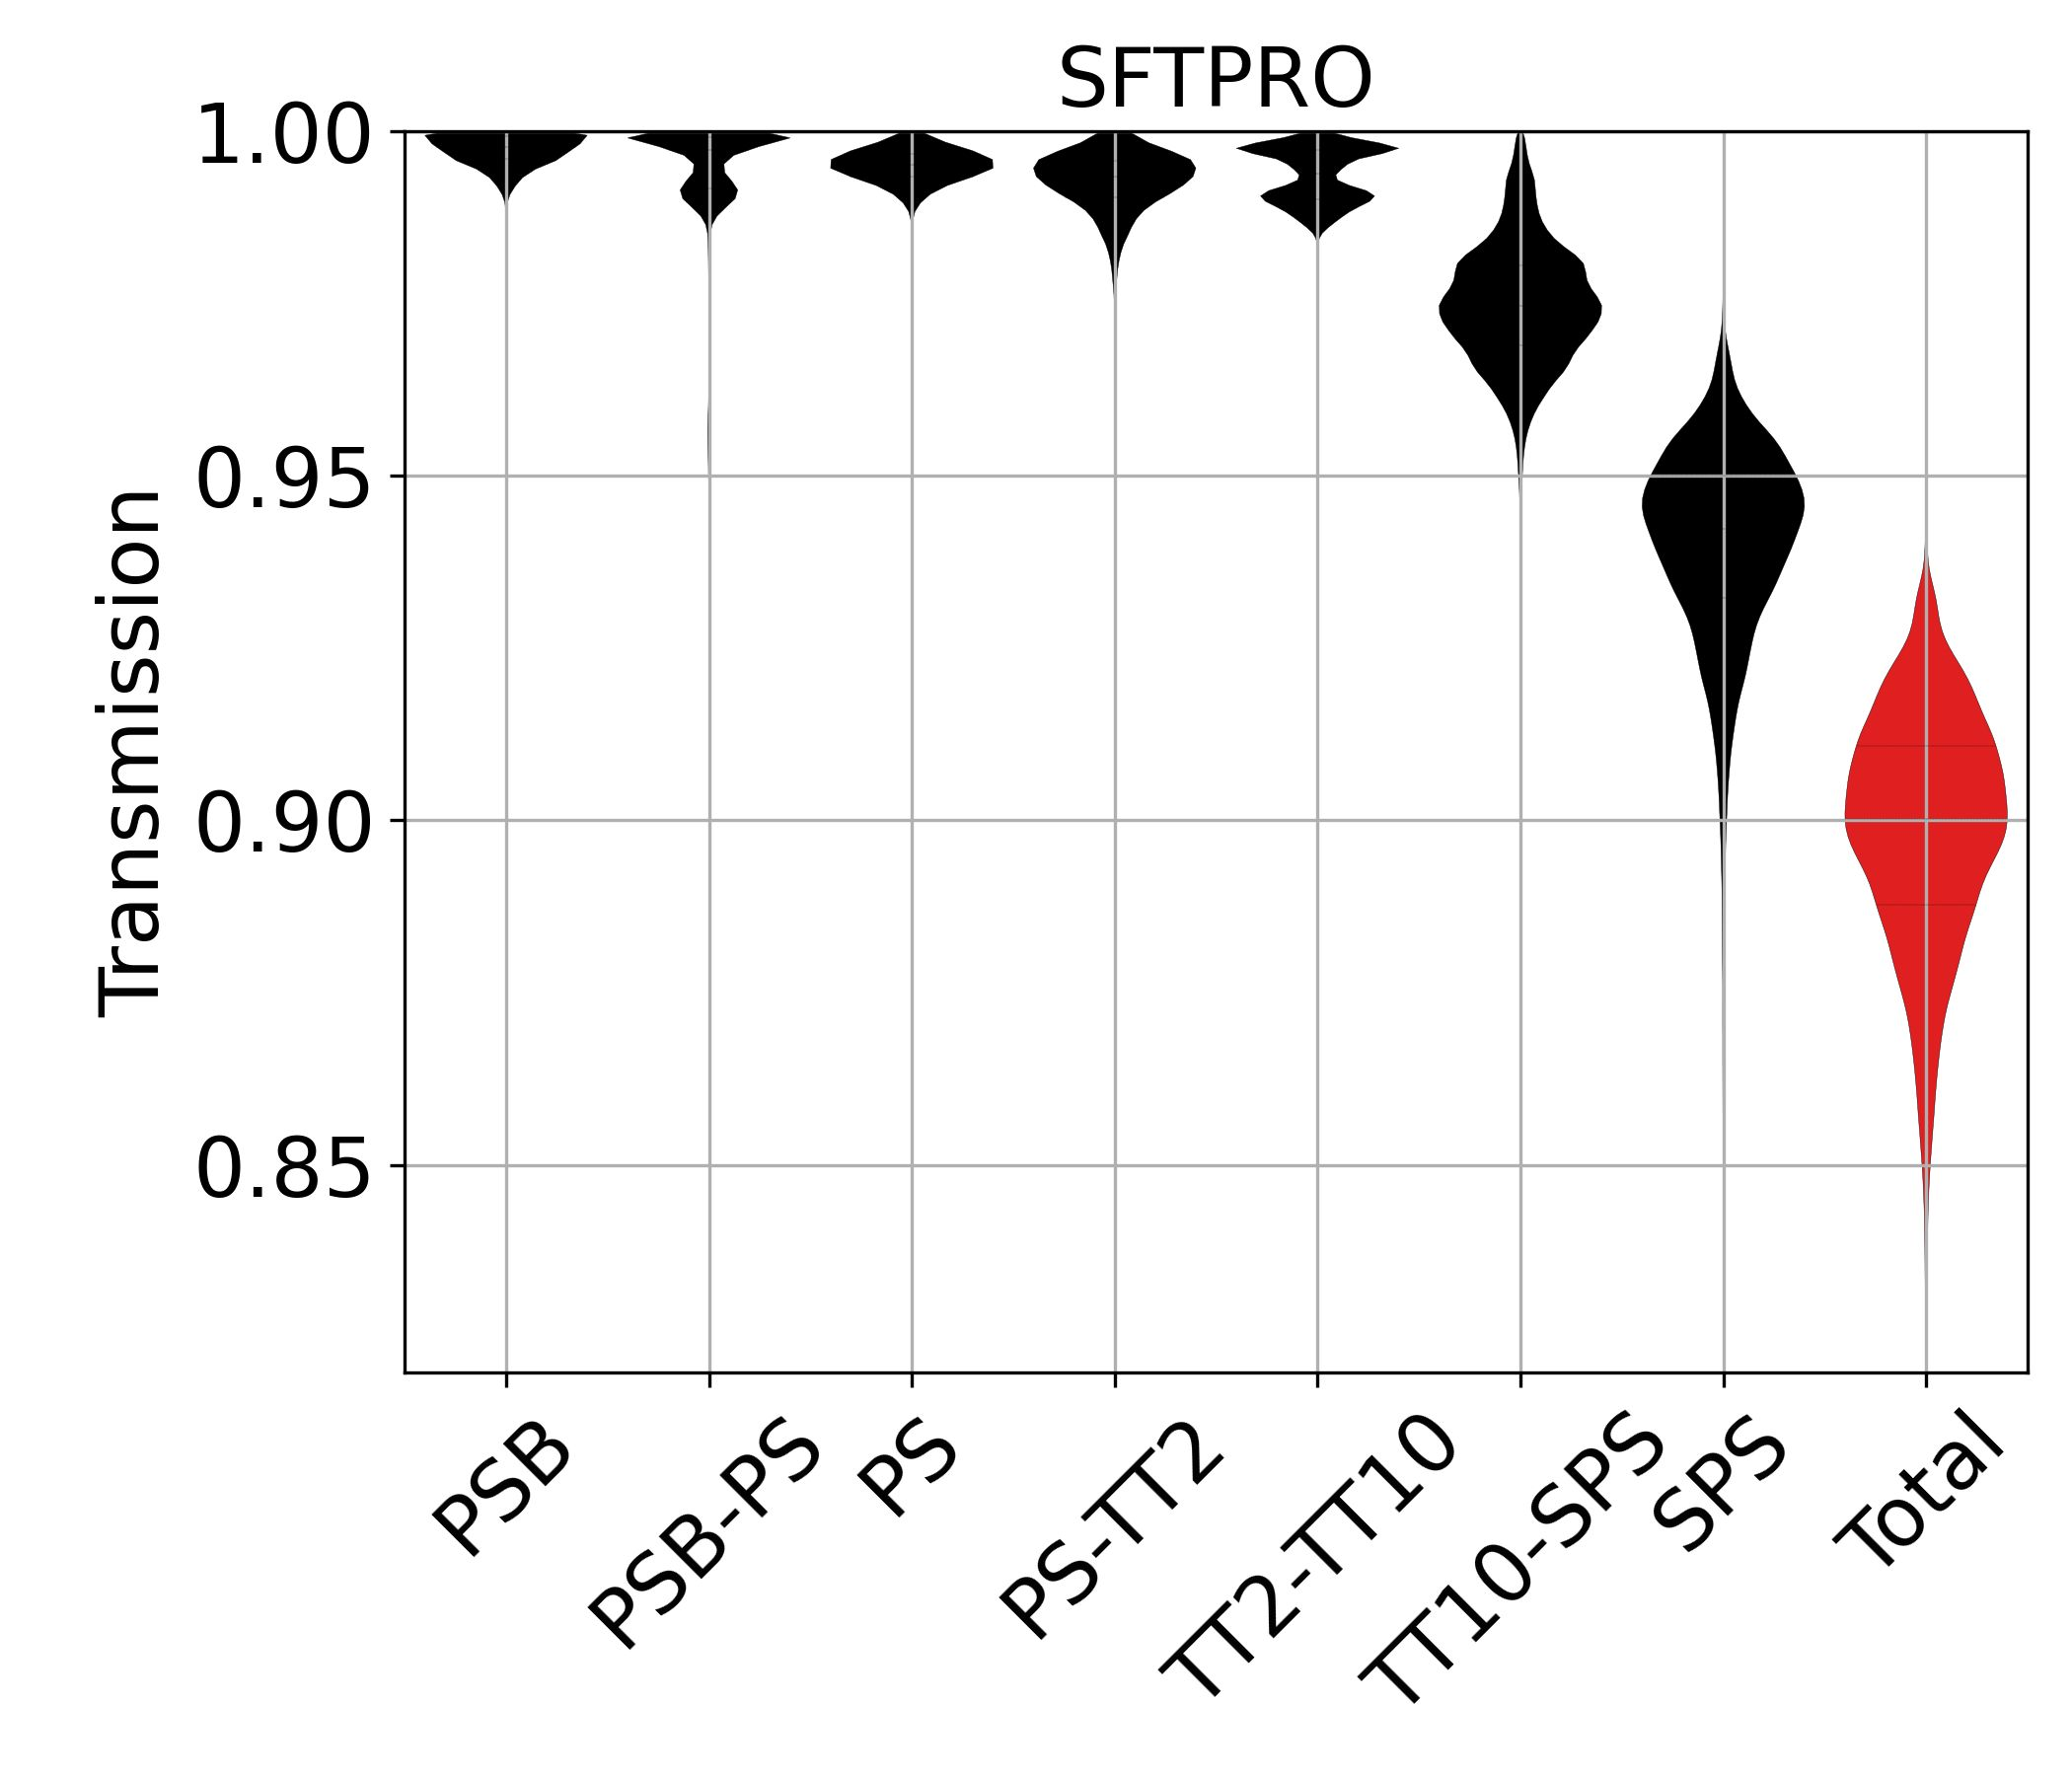 SFTPRO
1.00
0.95
0.90
0.85
Transmission
PSB
PSB-PS
PS
PS-TT2
TT2-TT10
TT10-SPS
SPS
Total